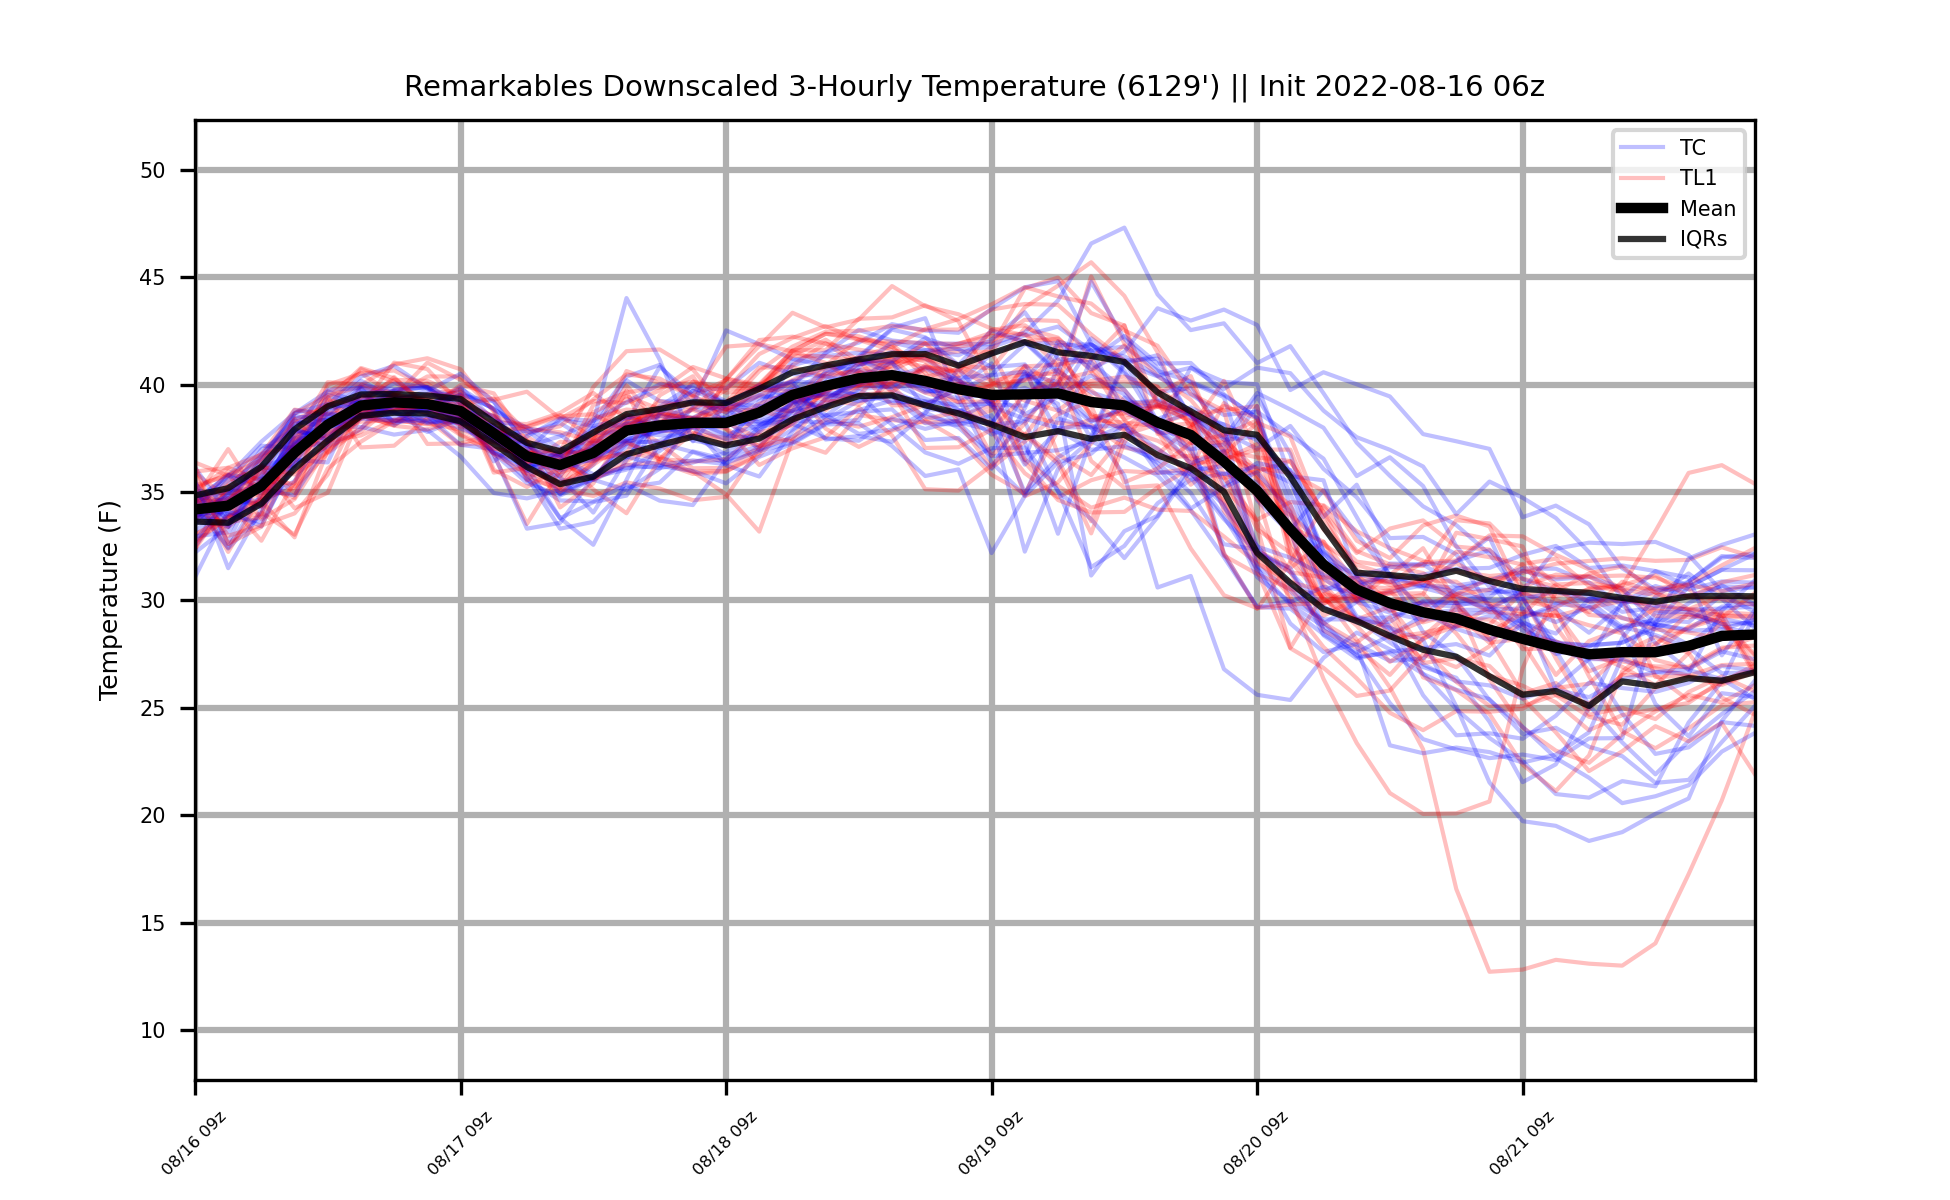 Remarkables Downscaled 3-Hourly Temperature (6129') || Init 2022-08-16 06z
TC
TL1
Mean
IQRs
Temperature (F)
50
45
40
35
30
25
20
15
10
08/16 09z
08/17 09z
08/18 09z
08/19 09z
08/20 09z
08/21 09z